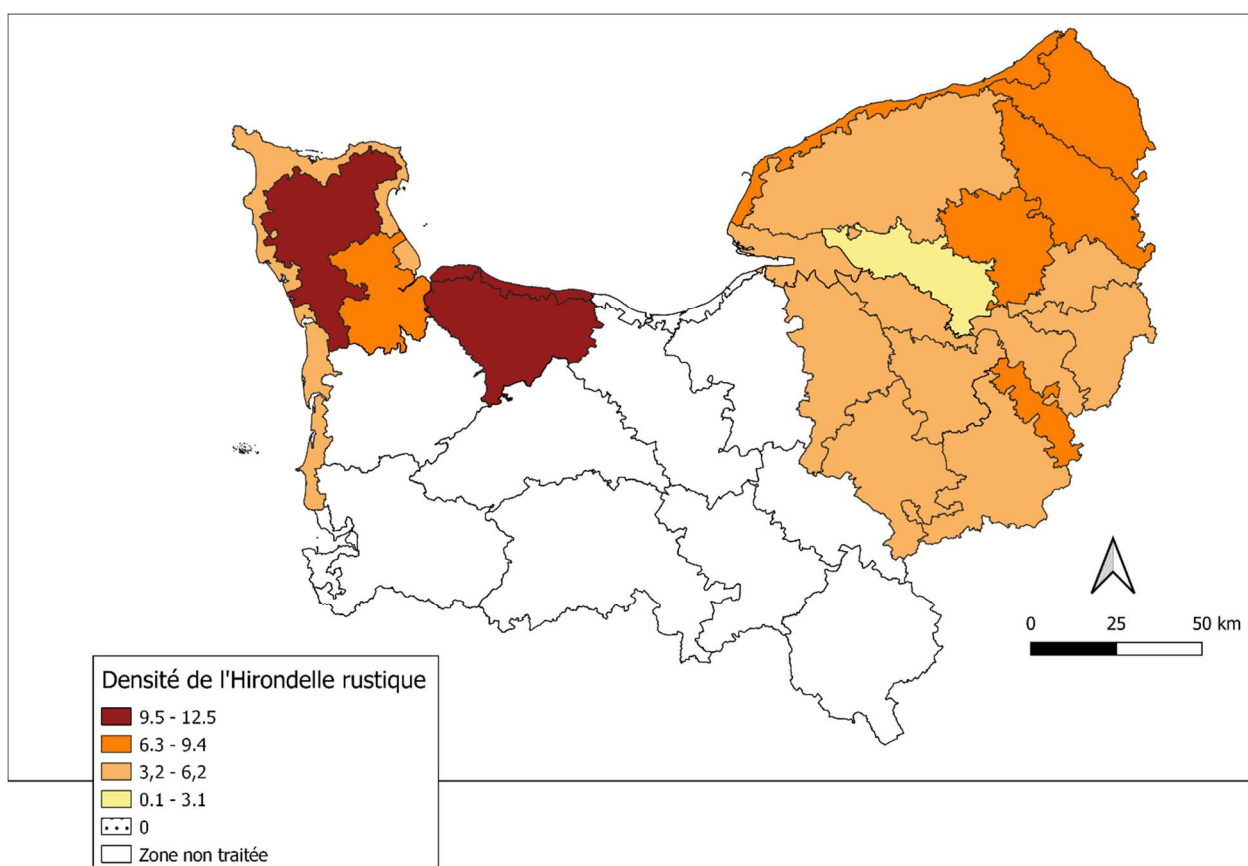 0 25 50 km
Densité de l'Hirondelle rustique
9.5 - 12.5
6.3 - 9.4
3,2 - 6,2
0.1 - 3.1
0
Zone non traitée